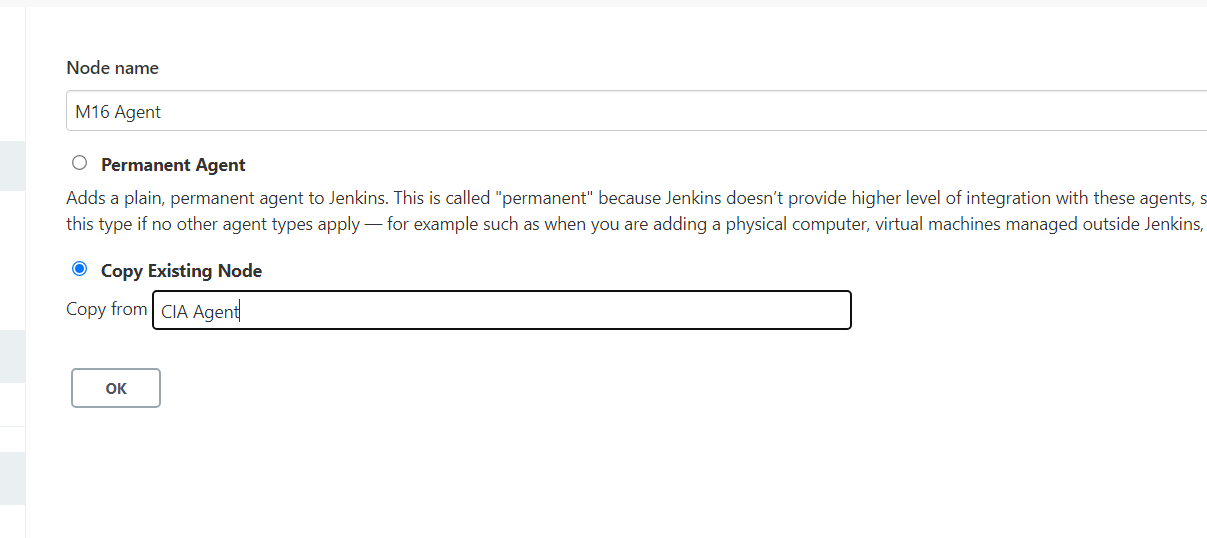 Node name
M16 Agent
Permanent Agent
Adds a plain, permanent agent to Jenkins. This is called "permanent" because Jenkins doesn’t provide higher level of integration with these agents, s
this type if no other agent types apply — for example such as when you are adding a physical computer, virtual machines managed outside Jenkins,
Copy Existing Node
Copy from CIA Agent
OK